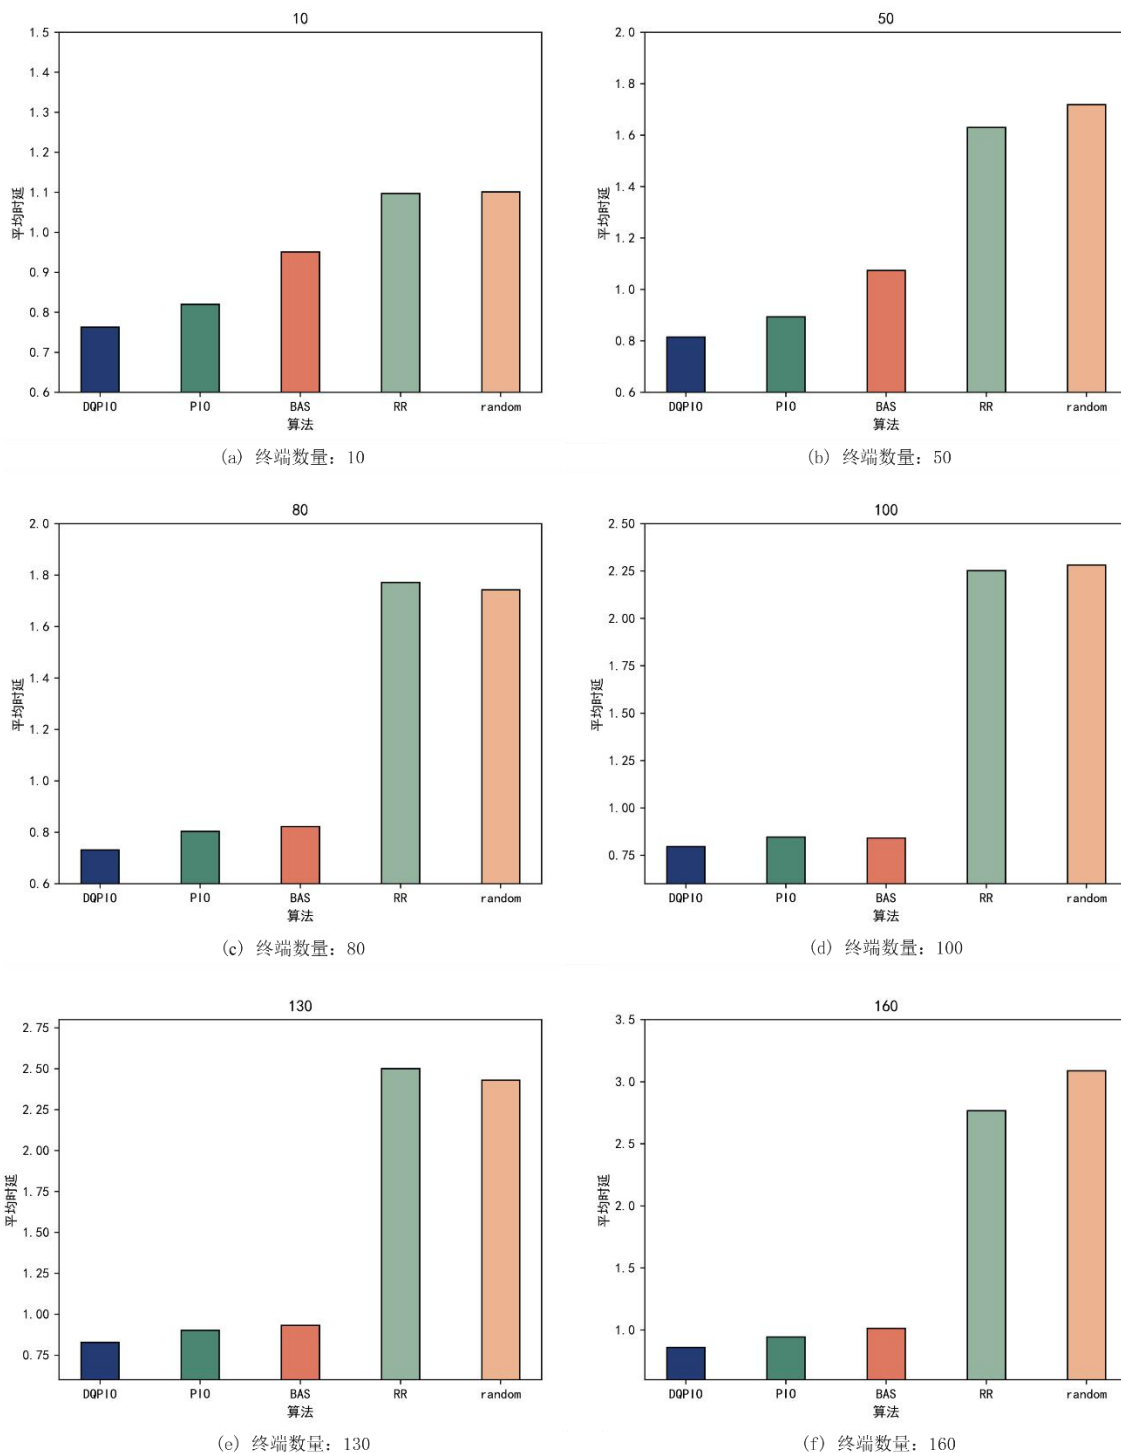 10
1.5
1.4
1.3
1.2
1.1
1.0
0.9
0.8
0.7
0.6
平均时延
DQPIO PIO BAS RR random
算法
(a) 终端数量: 10
50
2.0
1.8
1.6
1.4
1.2
1.0
0.8
0.6
平均时延
DQPIO PIO BAS RR random
算法
(b) 终端数量: 50
80
2.0
1.8
1.6
1.4
1.2
1.0
0.8
0.6
平均时延
DQPIO PIO BAS RR random
算法
(c) 终端数量: 80
100
2.50
2.25
2.00
1.75
1.50
1.25
1.00
0.75
平均时延
DQPIO PIO BAS RR random
算法
(d) 终端数量: 100
130
2.75
2.50
2.25
2.00
1.75
1.50
1.25
1.00
0.75
平均时延
DQPIO PIO BAS RR random
算法
(e) 终端数量: 130
160
3.5
3.0
2.5
2.0
1.5
1.0
平均时延
DQPIO PIO BAS RR random
算法
(f) 终端数量: 160